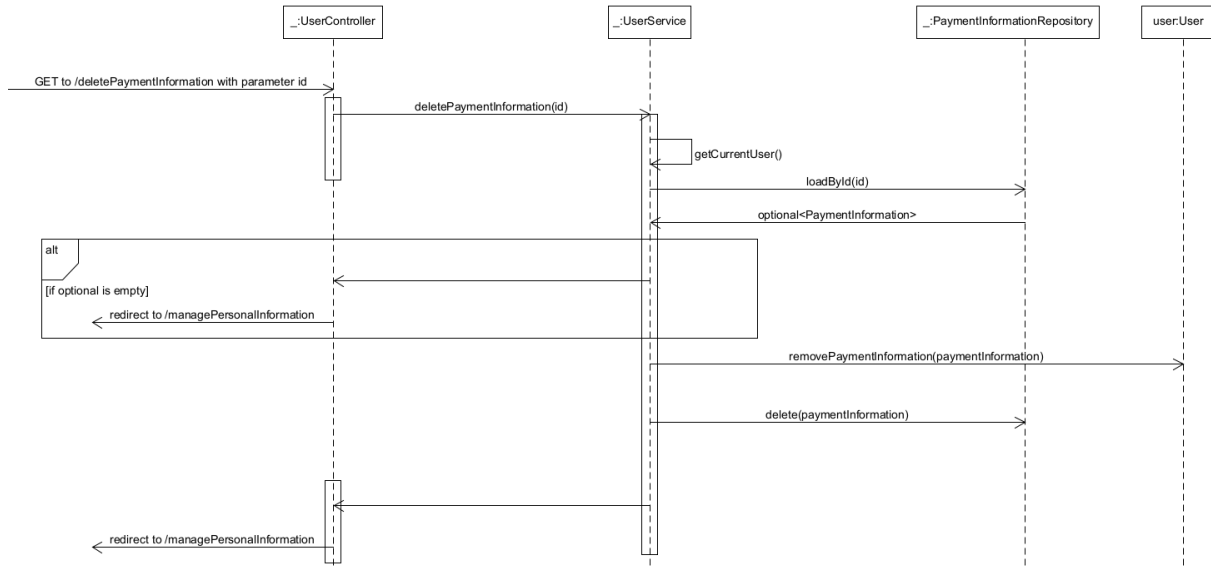 _:UserController
_:UserService
_:PaymentInformationRepository
user:User
GET to /deletePaymentInformation with parameter id
deletePaymentInformation(id)
getCurrentUser()
loadById(id)
optional<PaymentInformation>
alt
[if optional is empty]
redirect to /managePersonalInformation
removePaymentInformation(paymentInformation)
delete(paymentInformation)
redirect to /managePersonalInformation